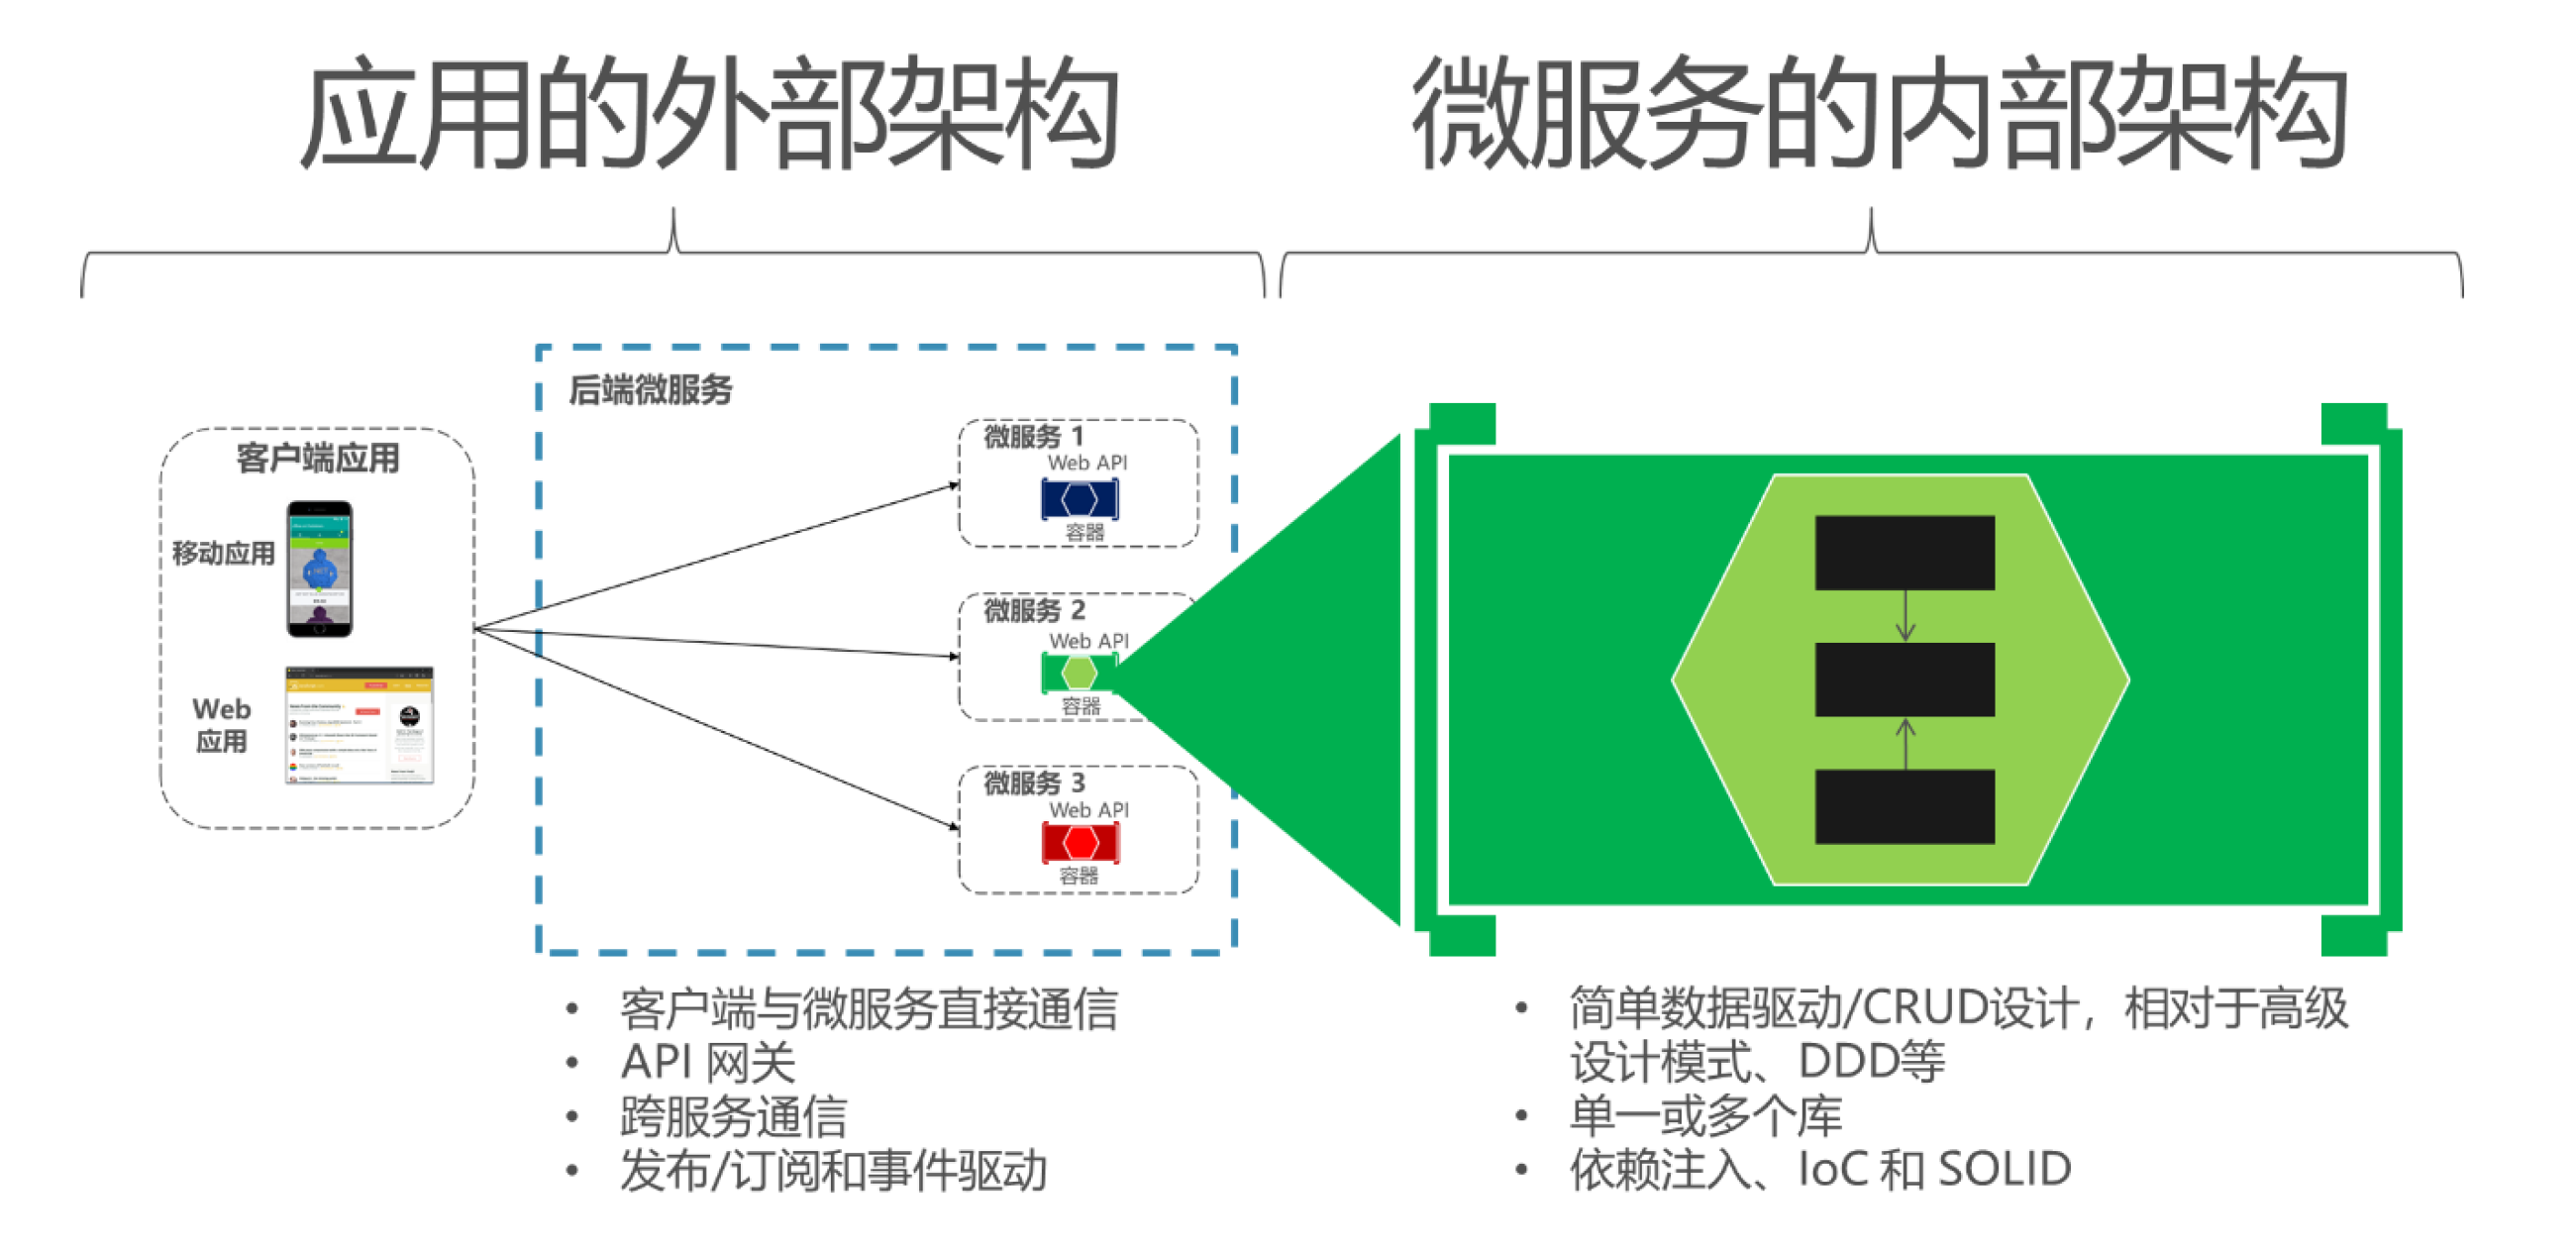 应用的外部架构
微服务的内部架构
后端微服务
客户端应用
移动应用
Web
应用
微服务 1
Web API
容器
微服务 2
Web API
容器
微服务 3
Web API
容器
• 客户端与微服务直接通信
• API 网关
• 跨服务通信
• 发布/订阅和事件驱动
• 简单数据驱动/CRUD设计，相对于高级
设计模式、DDD等
• 单一或多个库
• 依赖注入、IoC 和 SOLID